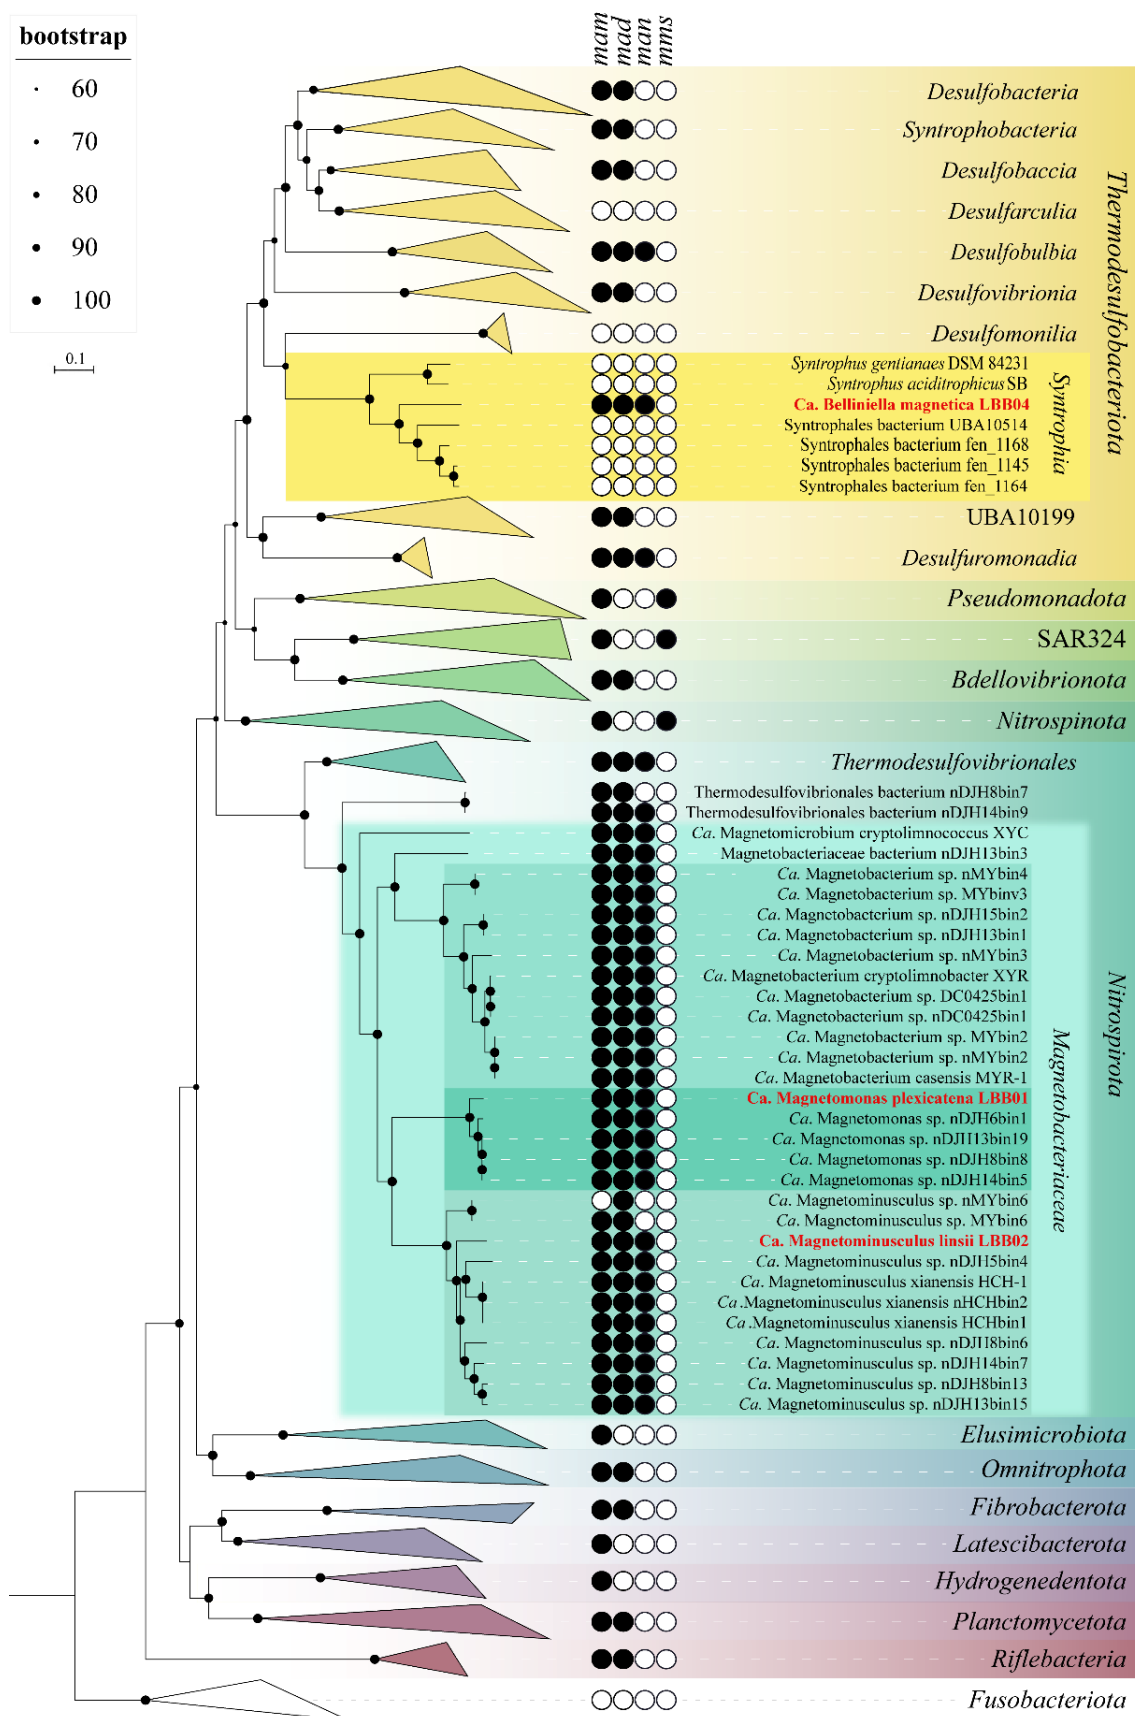 bootstrap
60
70
80
90
100
0.1
mam
nad
man
mms
Desulfobacteria
Syntrophobacteria
Desulfobaccia
Desulfarculia
Desulfobulbia
Desulfovibrionia
Desulfomonilia
Syntrophus gentianaes DSM 84231
Syntrophus aciditrophicus SB
Ca. Belliniella magnetica LBB04
Syntrophales bacterium UBA10514
Syntrophales bacterium fen_1168
Syntrophales bacterium fen_1145
Syntrophales bacterium fen_1164
Syntrophia
UBA10199
Desulfuromonadia
Thermodesulfobacteriota
Pseudomonadota
SAR324
Bdellovibrionota
Nitrospinota
Thermodesulfovibrionales
Thermodesulfovibrionales bacterium nDJH8bin7
Thermodesulfovibrionales bacterium nDJH14bin9
Ca. Magnetomicrobium cryptolimnococcus XYC
Magnetobacteriaceae bacterium nDJH13bin3
Ca. Magnetobacterium sp. nMYbin4
Ca. Magnetobacterium sp. MYbinv3
Ca. Magnetobacterium sp. nDJH15bin2
Ca. Magnetobacterium sp. nDJH13bin1
Ca. Magnetobacterium sp. nMYbin3
Ca. Magnetobacterium cryptolimnobacter XYR
Ca. Magnetobacterium sp. DC0425bin1
Ca. Magnetobacterium sp. nDC0425bin1
Ca. Magnetobacterium sp. MYbin2
Ca. Magnetobacterium sp. nMYbin2
Ca. Magnetobacterium casensis MYR-1
Ca. Magnetomonas plexicatena LBB01
Ca. Magnetomonas sp. nDJH6bin1
Ca. Magnetomonas sp. nDJH13bin19
Ca. Magnetomonas sp. nDJH8bin8
Ca. Magnetomonas sp. nDJH14bin5
Ca. Magnetominusculus sp. nMYbin6
Ca. Magnetominusculus sp. MYbin6
Ca. Magnetominusculus linsii LBB02
Ca. Magnetominusculus sp. nDJH5bin4
Ca. Magnetominusculus xianensis HCH-1
Ca .Magnetominusculus xianensis nHCHbin2
Ca .Magnetominusculus xianensis HCHbin1
Ca. Magnetominusculus sp. nDJH8bin6
Ca. Magnetominusculus sp. nDJH14bin7
Ca. Magnetominusculus sp. nDJH8bin13
Ca. Magnetominusculus sp. nDJH13bin15
Magnetobacteriaceae
Nitrospirota
Elusimicrobiota
Omnitrophota
Fibrobacterota
Latescibacterota
Hydrogenedentota
Planctomycetota
Riflebacteria
Fusobacteriota